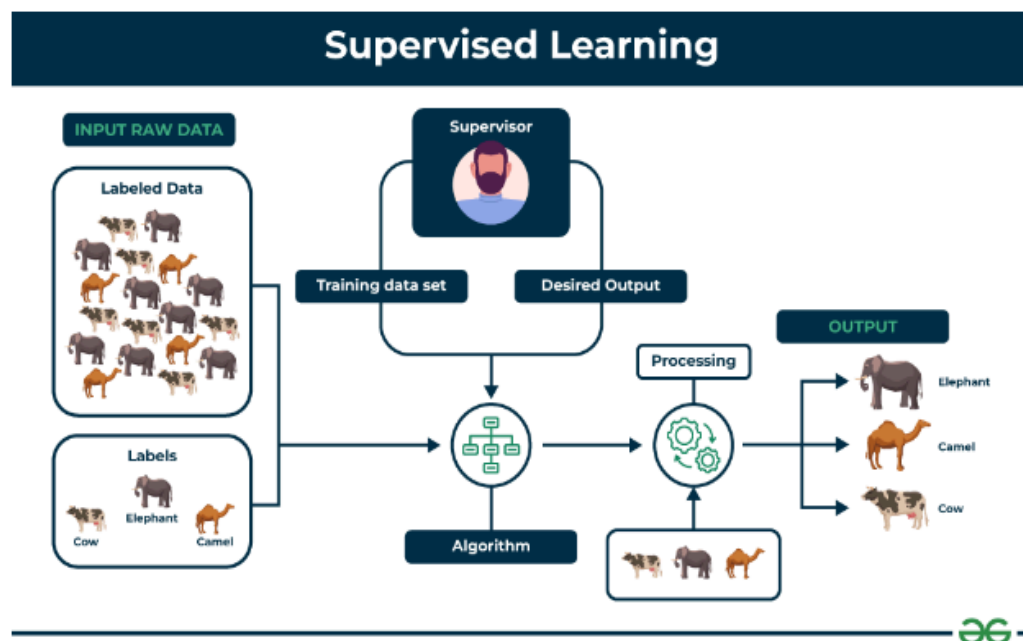 Supervised Learning
INPUT RAW DATA
Labeled Data
Labels
Elephant
Cow
Camel
Supervisor
Training data set
Desired Output
Algorithm
Processing
OUTPUT
Elephant
Camel
Cow